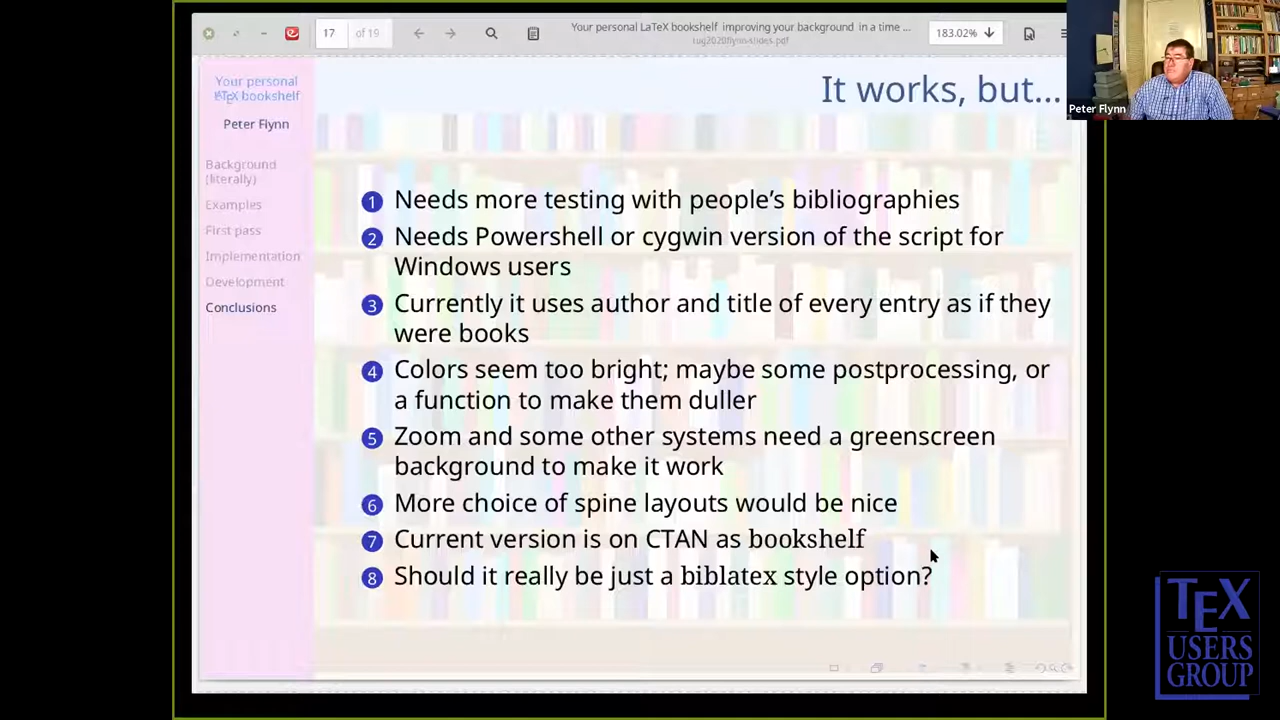 17
of 19
Your personal LaTeX bookshelf improving your background in a time ...
tug2020flynn-slides.pdf
183.02%
Peter Flynn
Your personal
LATEX bookshelf
Peter Flynn
Background
(literally)
Examples
First pass
Implementation
Development
Conclusions
It works, but...
1 Needs more testing with people's bibliographies
2 Needs Powershell or cygwin version of the script for
Windows users
3 Currently it uses author and title of every entry as if they
were books
4 Colors seem too bright; maybe some postprocessing, or
a function to make them duller
5 Zoom and some other systems need a greenscreen
background to make it work
6 More choice of spine layouts would be nice
7 Current version is on CTAN as bookshelf
8 Should it really be just a biblatex style option?
TEX
USERS
GROUP